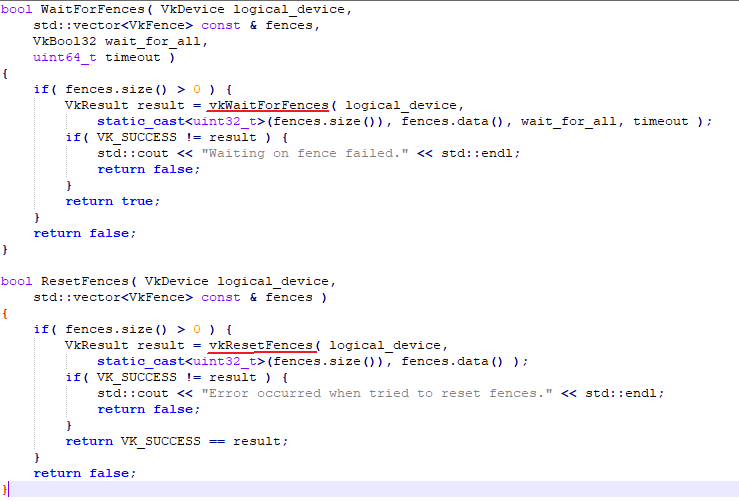 bool WaitForFences( VkDevice logical_device,
    std::vector<VkFence> const & fences,
    VkBool32 wait_for_all,
    uint64_t timeout )
{
    if( fences.size() > 0 ) {
        VkResult result = vkWaitForFences( logical_device,
            static_cast<uint32_t>(fences.size()), fences.data(), wait_for_all, timeout );
        if( VK_SUCCESS != result ) {
            std::cout << "Waiting on fence failed." << std::endl;
            return false;
        }
        return true;
    }
    return false;
}

bool ResetFences( VkDevice logical_device,
    std::vector<VkFence> const & fences )
{
    if( fences.size() > 0 ) {
        VkResult result = vkResetFences( logical_device,
            static_cast<uint32_t>(fences.size()), fences.data() );
        if( VK_SUCCESS != result ) {
            std::cout << "Error occurred when tried to reset fences." << std::endl;
            return false;
        }
        return VK_SUCCESS == result;
    }
    return false;
}